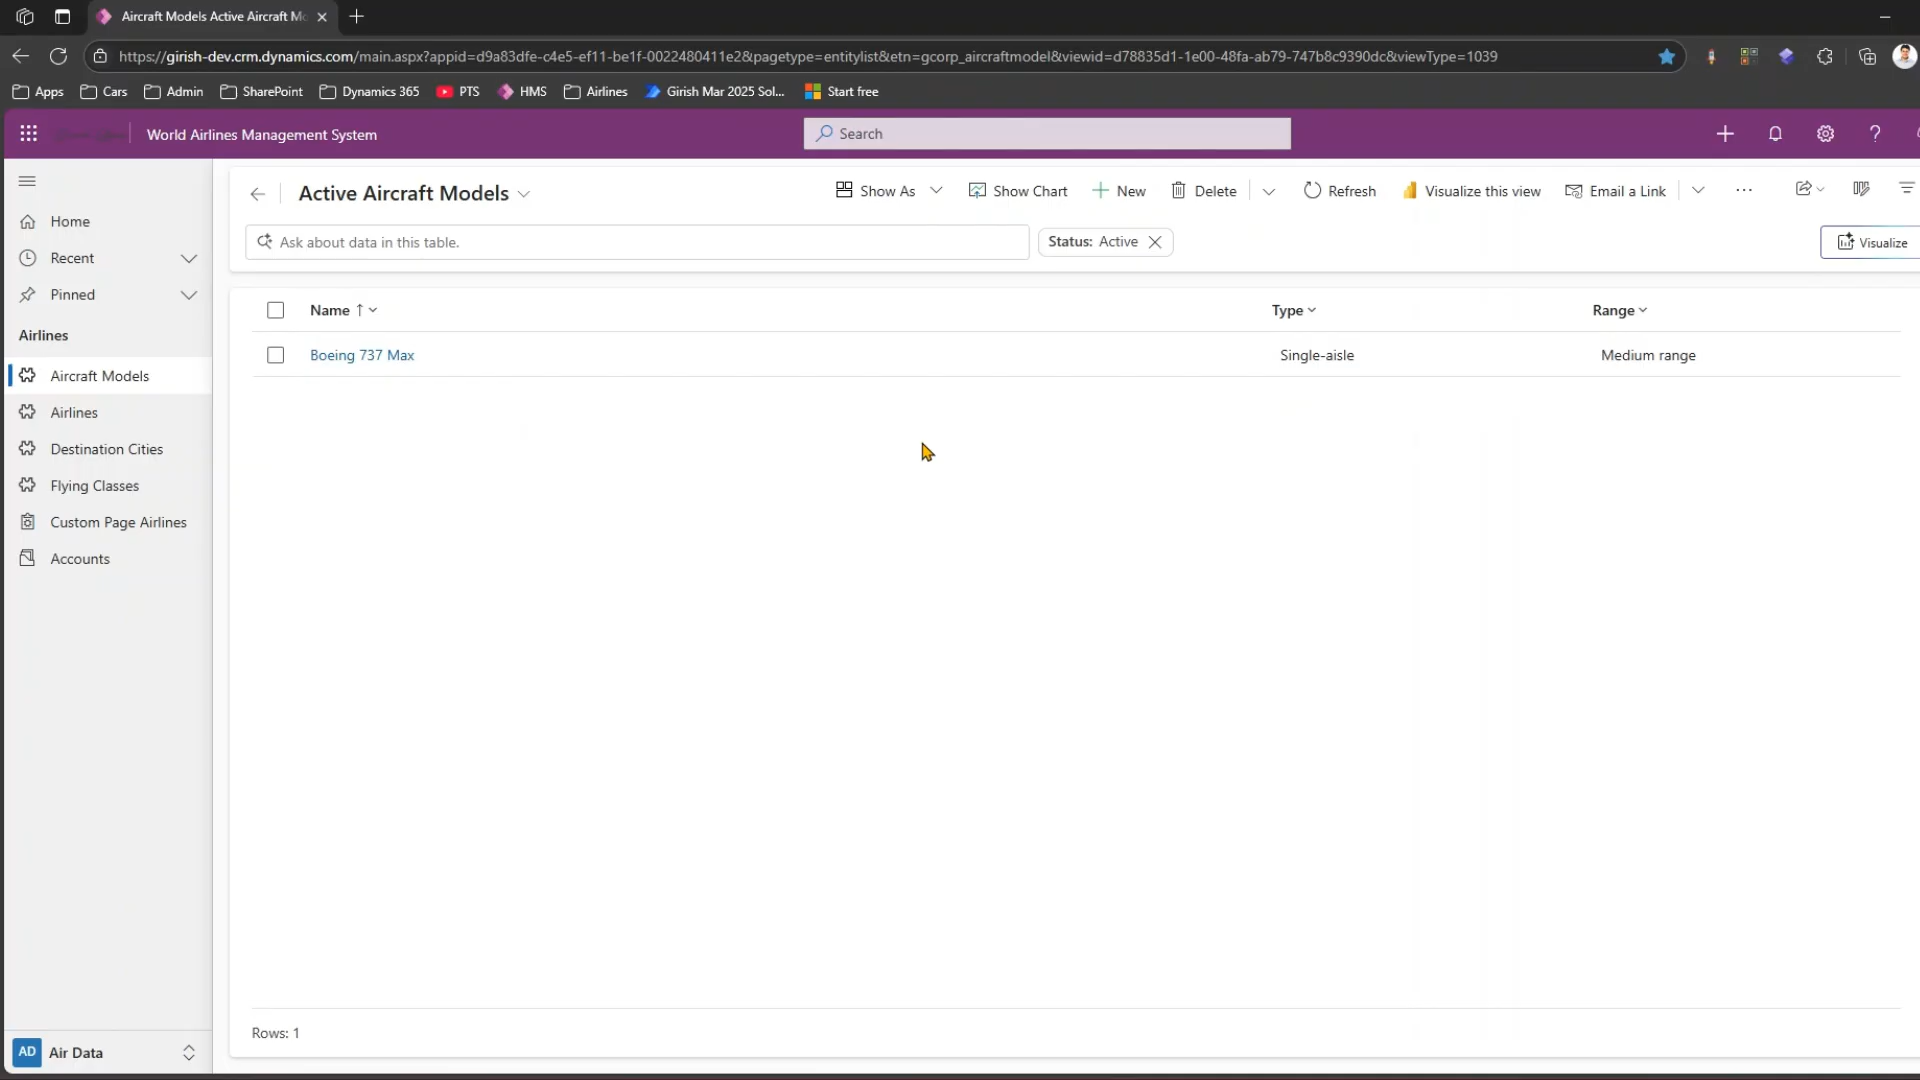 Aircraft Models Active Aircraft Mo
https://girish-dev.crm.dynamics.com/main.aspx?appid=d9a83dfe-c4e5-ef11-be1f-0022480411e2&pagetype=entitylist&etn=gcorp_aircraftmodel&viewid=d78835d1-1e00-48fa-ab79-747b8c9390dc&viewType=1039
Apps Cars Admin SharePoint Dynamics 365 PTS HMS Airlines Girish Mar 2025 Sol... Start free
World Airlines Management System
Search
Active Aircraft Models
Show As Show Chart New Delete Refresh Visualize this view Email a Link
Ask about data in this table.
Status: Active
Visualize
Home
Recent
Pinned
Airlines
Aircraft Models
Airlines
Destination Cities
Flying Classes
Custom Page Airlines
Accounts
Name Type Range
Boeing 737 Max Single-aisle Medium range
Rows: 1
AD Air Data